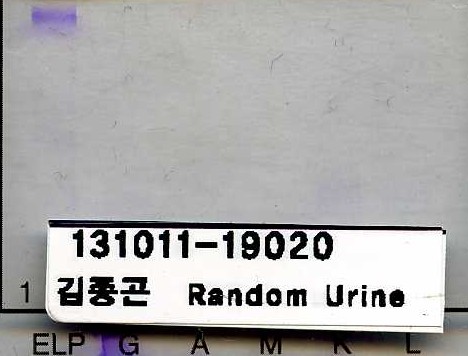 131011-19020
1 김종곤 Random Urine
ELP G A M K L